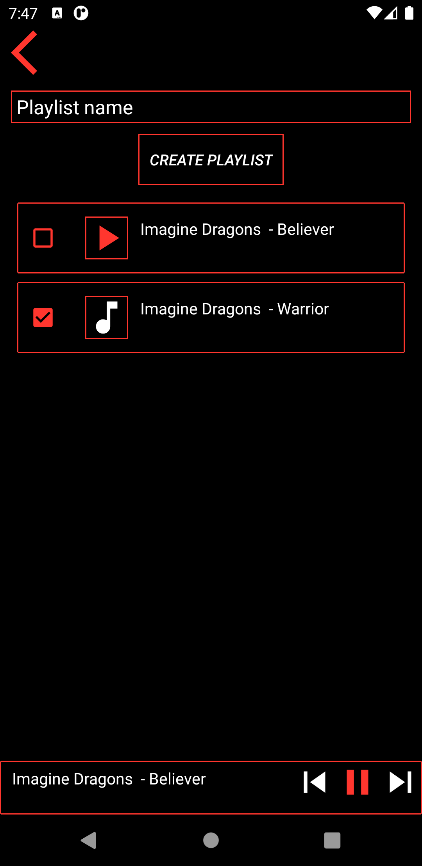 7:47
Playlist name
CREATE PLAYLIST
Imagine Dragons  - Believer
Imagine Dragons  - Warrior
Imagine Dragons  - Believer